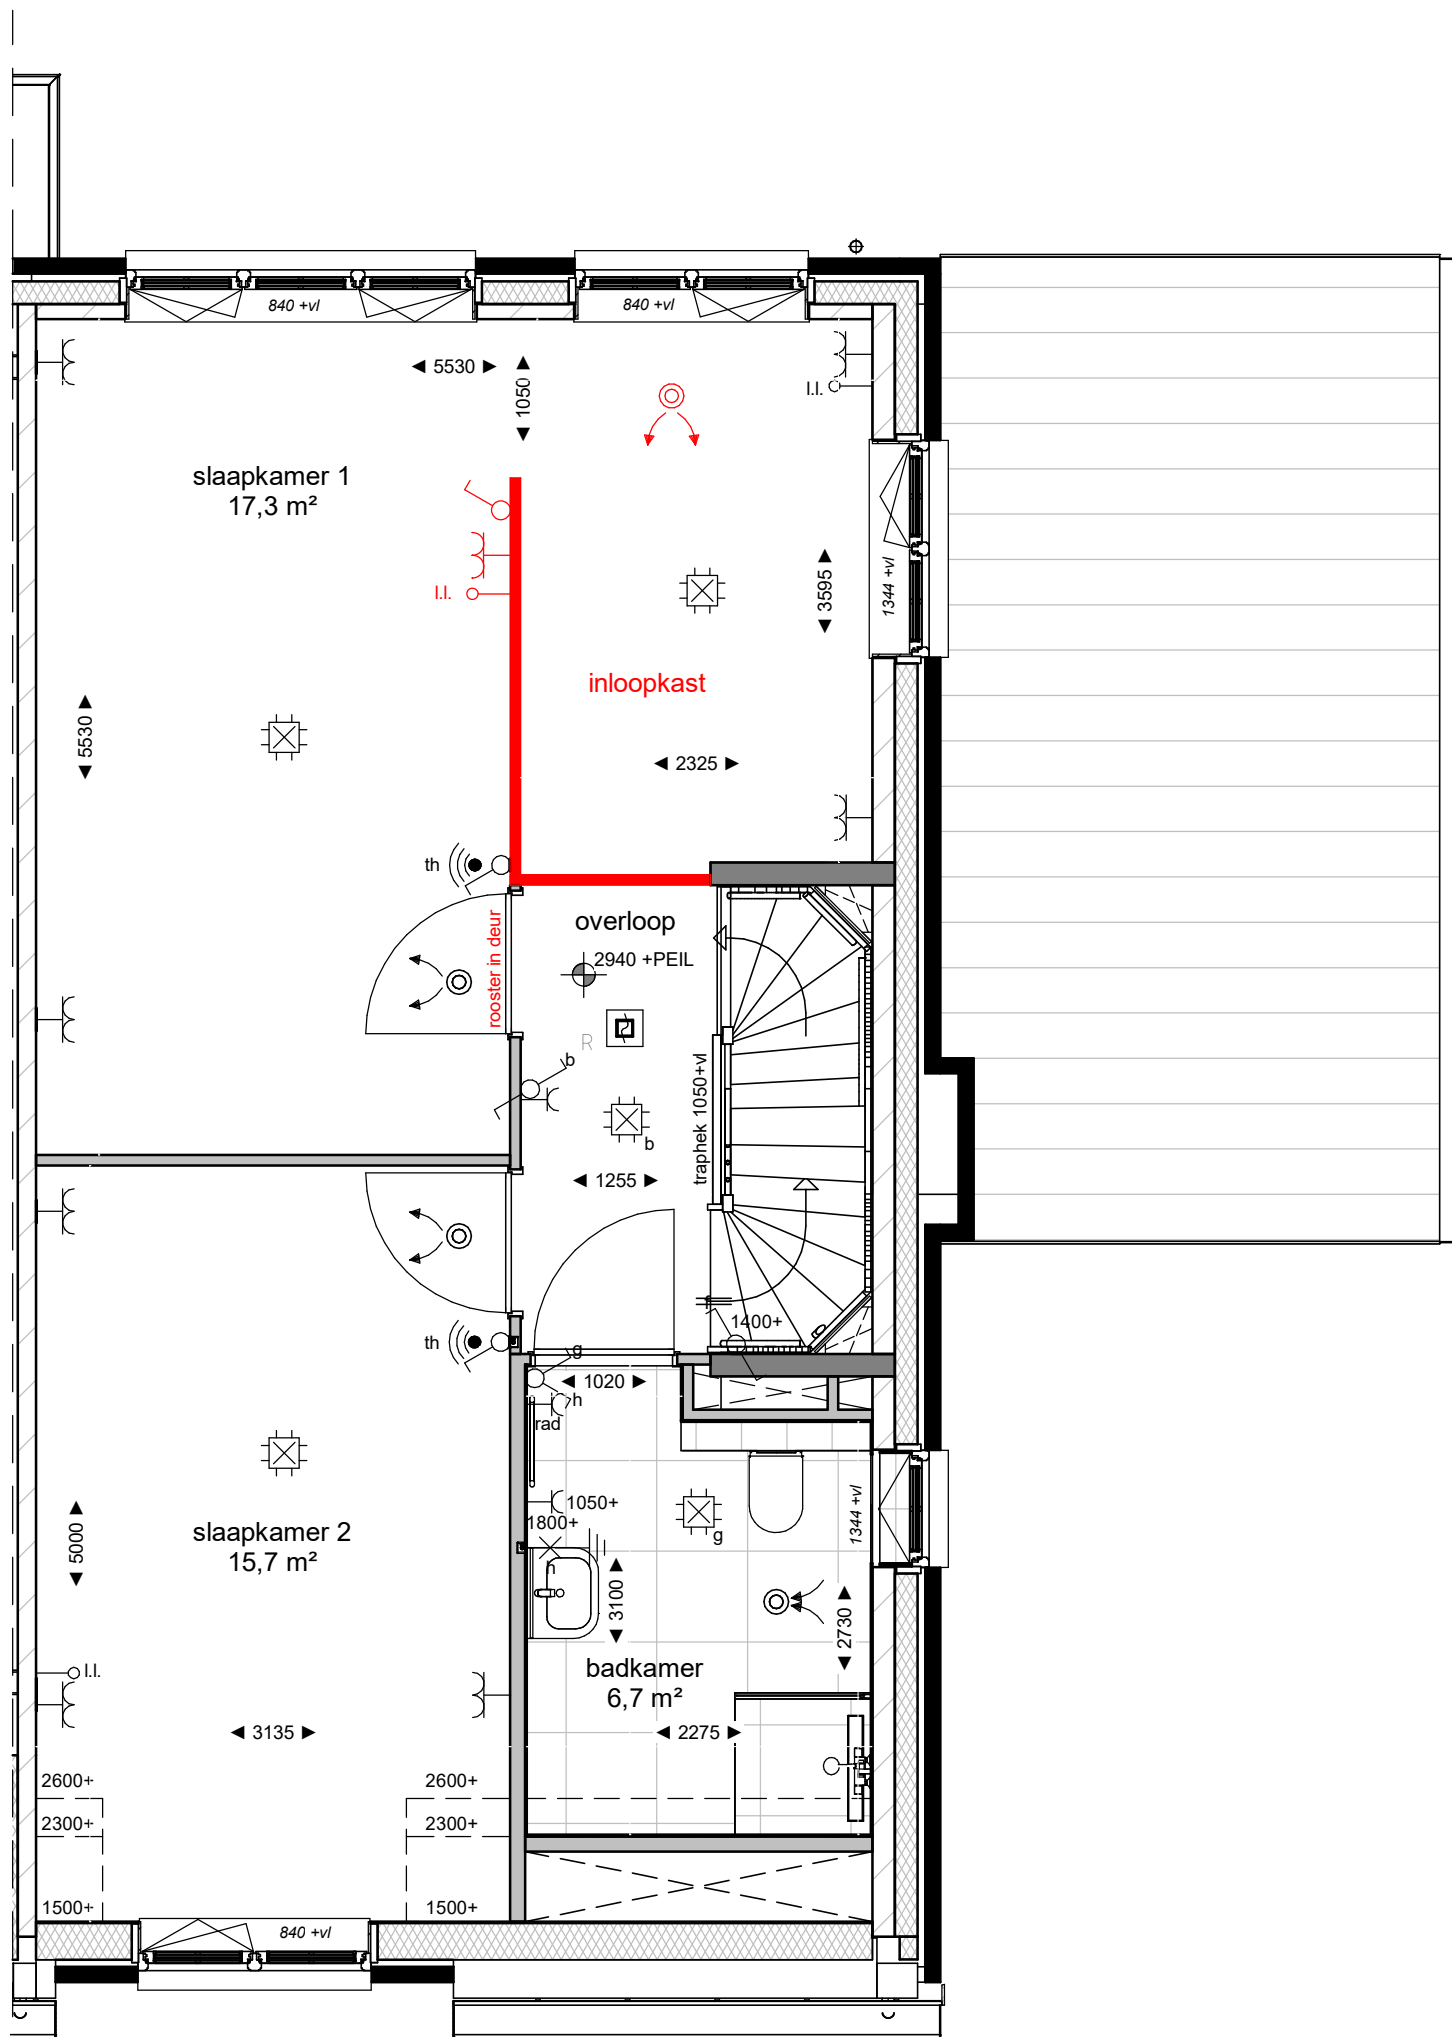 840 +vl
840 +vl
5530
1050
l.l.
slaapkamer 1
17,3 m²
l.l.
3595
1344 +vl
inloopkast
5530
2325
th
rooster in deur
overloop
2940 +PEIL
R
b
traphek 1050+vl
b
1255
1400+
th
g
1020
h
rad
1050+
1800+
h
g
1344 +vl
slaapkamer 2
15,7 m²
5000
3100
2730
badkamer
6,7 m²
l.l.
3135
2275
2600+
2600+
2300+
2300+
1500+
1500+
840 +vl